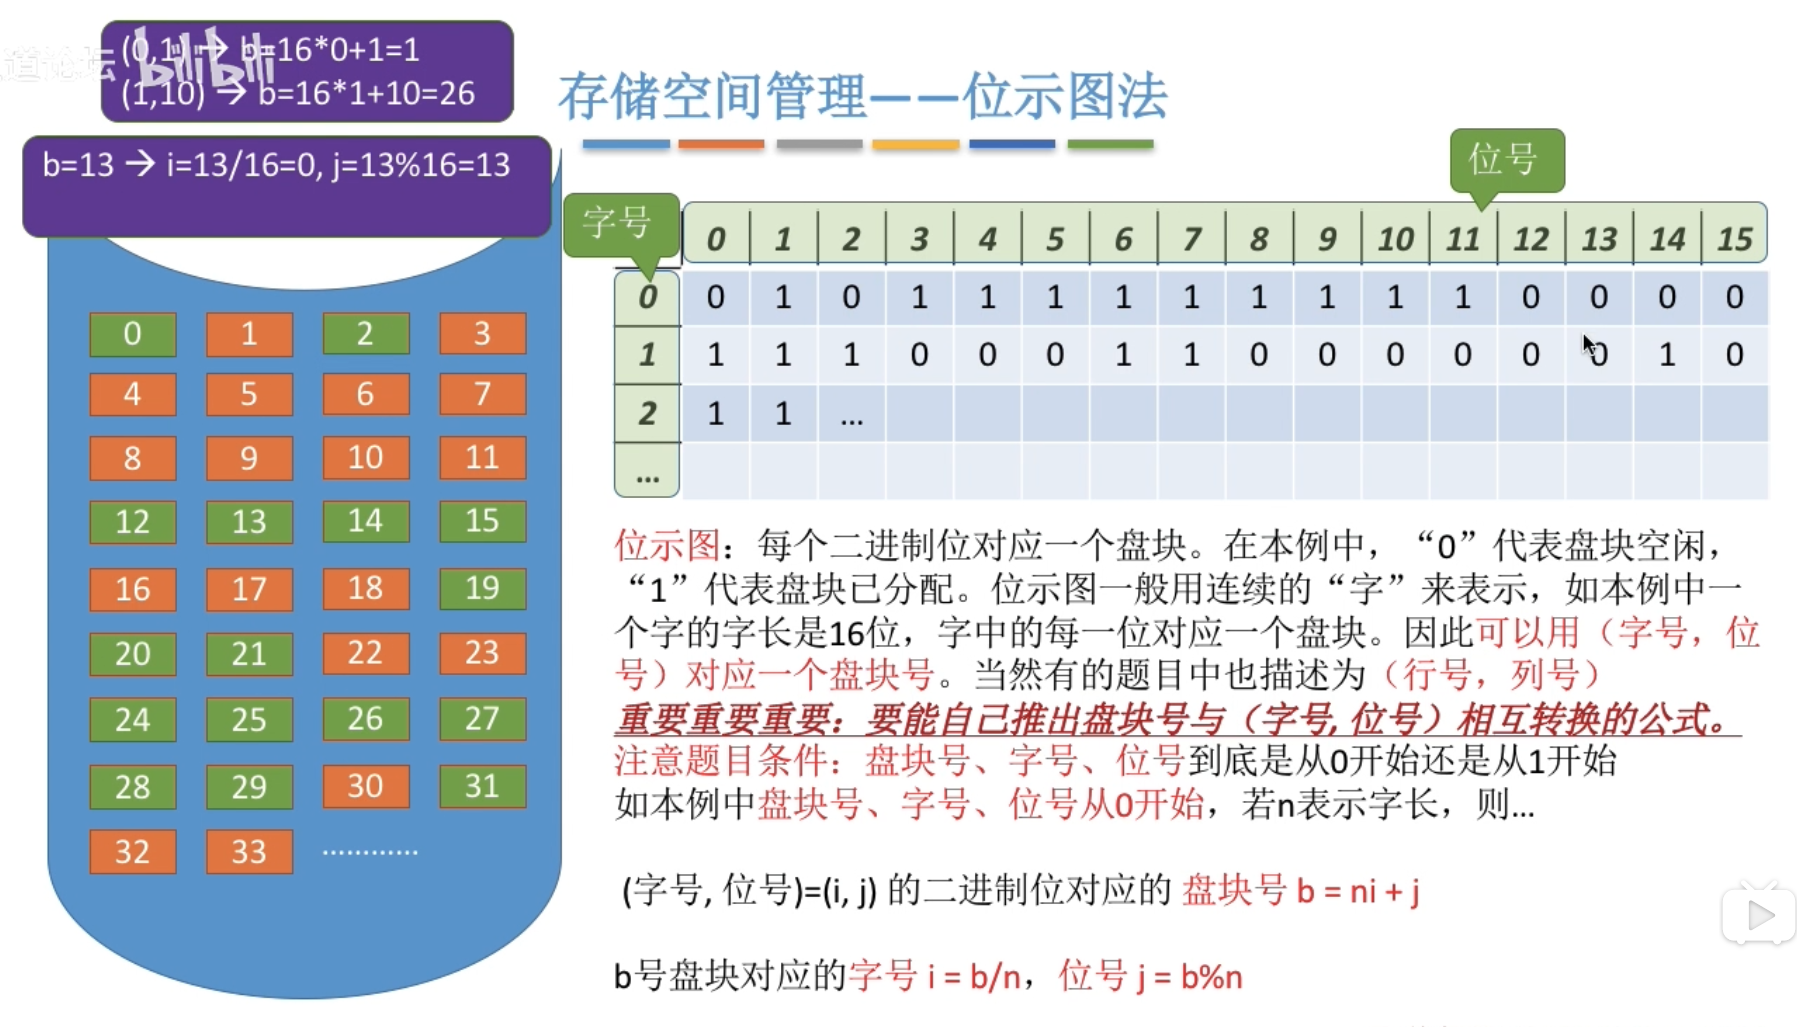 (0,1) → b=16*0+1=1
(1,10) → b=16*1+10=26
道论坛 bilibili
b=13 → i=13/16=0, j=13%16=13
存储空间管理——位示图法
位号
字号
0 1 2 3 4 5 6 7 8 9 10 11 12 13 14 15
0 0 1 0 1 1 1 1 1 1 1 1 1 0 0 0 0
1 1 1 1 0 0 0 1 1 0 0 0 0 0 0 1 0
2 1 1 ...
...
0 1 2 3
4 5 6 7
8 9 10 11
12 13 14 15
16 17 18 19
20 21 22 23
24 25 26 27
28 29 30 31
32 33 …………
位示图：每个二进制位对应一个盘块。在本例中，“0”代表盘块空闲，
“1”代表盘块已分配。位示图一般用连续的“字”来表示，如本例中一
个字的字长是16位，字中的每一位对应一个盘块。因此可以用（字号，位
号）对应一个盘块号。当然有的题目中也描述为（行号，列号）
重要重要重要：要能自己推出盘块号与（字号, 位号）相互转换的公式。
注意题目条件：盘块号、字号、位号到底是从0开始还是从1开始
如本例中盘块号、字号、位号从0开始，若n表示字长，则...
(字号, 位号)=(i, j) 的二进制位对应的 盘块号 b = ni + j
b号盘块对应的字号 i = b/n，位号 j = b%n